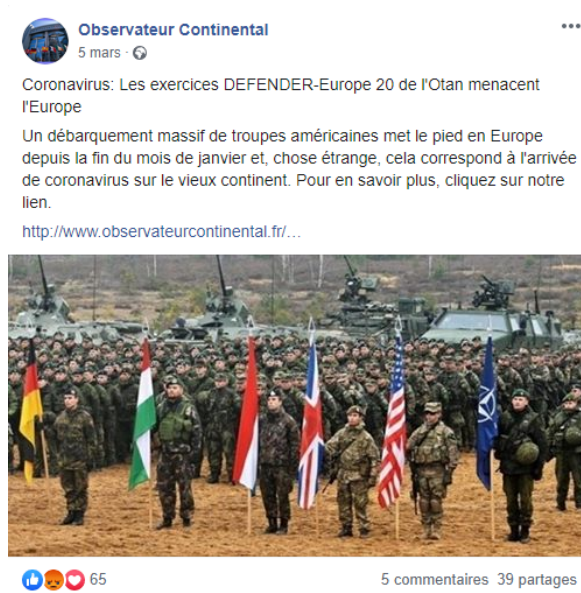 Observateur Continental
5 mars ·
Coronavirus: Les exercices DEFENDER-Europe 20 de l'Otan menacent
l'Europe
Un débarquement massif de troupes américaines met le pied en Europe
depuis la fin du mois de janvier et, chose étrange, cela correspond à l'arrivée
de coronavirus sur le vieux continent. Pour en savoir plus, cliquez sur notre
lien.
http://www.observateurcontinental.fr/…
65
5 commentaires 39 partages